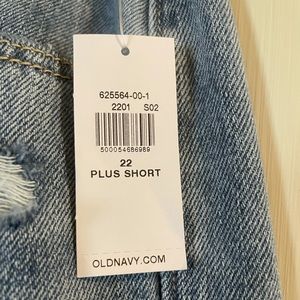 625564-00-1
2201 S02
500054686989
22
PLUS SHORT
OLDNAVY.COM